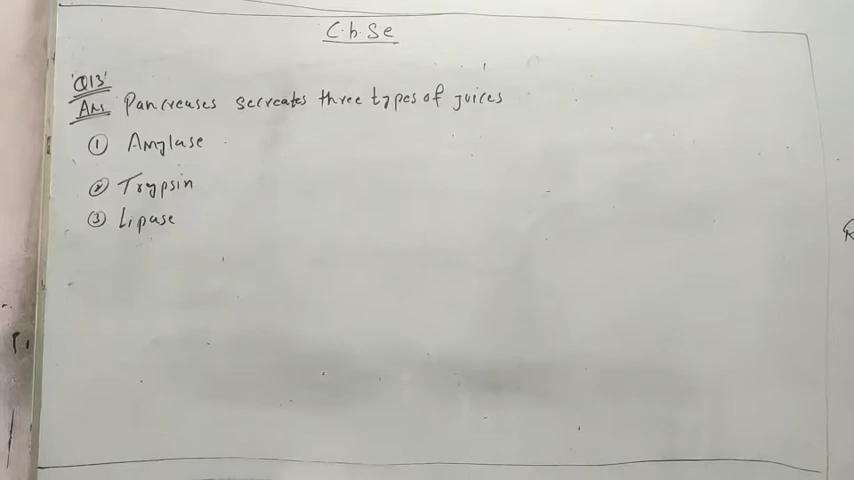 C.b.Se
'Q13'
Ans Pancreases secreates three types of juices
① Amylase
② Trypsin
③ Lipase